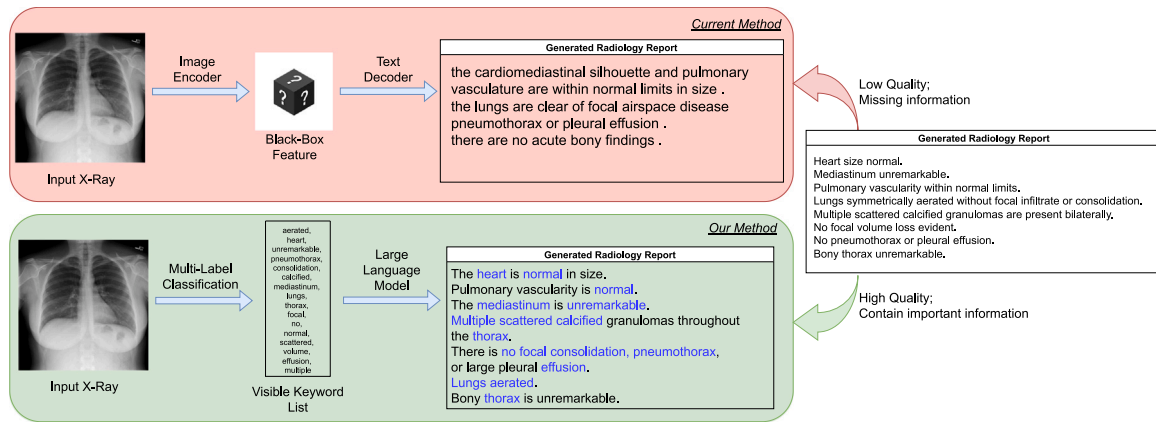 Current Method
Input X-Ray
Image
Encoder
? ? ?
Black-Box
Feature
Text
Decoder
Generated Radiology Report
the cardiomediastinal silhouette and pulmonary
vasculature are within normal limits in size .
the lungs are clear of focal airspace disease
pneumothorax or pleural effusion .
there are no acute bony findings .
Low Quality;
Missing information
Generated Radiology Report
Heart size normal.
Mediastinum unremarkable.
Pulmonary vascularity within normal limits.
Lungs symmetrically aerated without focal infiltrate or consolidation.
Multiple scattered calcified granulomas are present bilaterally.
No focal volume loss evident.
No pneumothorax or pleural effusion.
Bony thorax unremarkable.
High Quality;
Contain important information
Our Method
Input X-Ray
Multi-Label
Classification
aerated,
heart,
unremarkable,
pneumothorax,
consolidation,
calcified,
mediastinum,
lungs,
thorax,
focal,
no,
normal,
scattered,
volume,
effusion,
multiple
Visible Keyword
List
Large
Language
Model
Generated Radiology Report
The heart is normal in size.
Pulmonary vascularity is normal.
The mediastinum is unremarkable.
Multiple scattered calcified granulomas throughout
the thorax.
There is no focal consolidation, pneumothorax,
or large pleural effusion.
Lungs aerated.
Bony thorax is unremarkable.